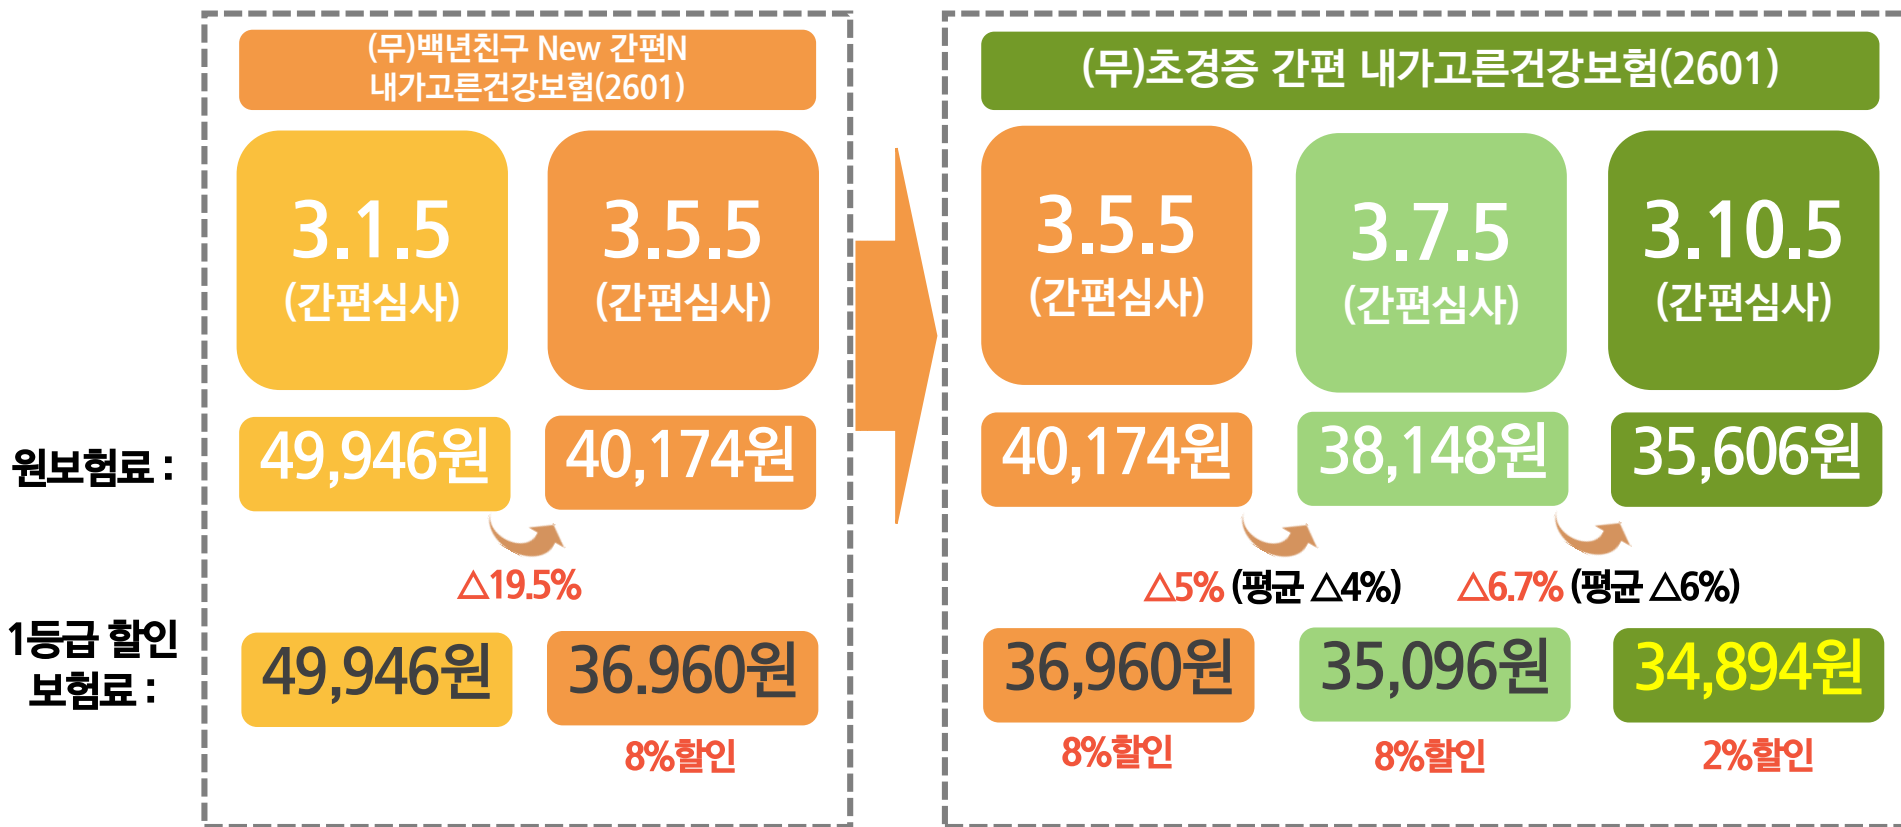 (무)백년친구 New 간편N
내가고른건강보험(2601)
3.1.5
(간편심사)
3.5.5
(간편심사)
(무)초경증 간편 내가고른건강보험(2601)
3.5.5
(간편심사)
3.7.5
(간편심사)
3.10.5
(간편심사)
원보험료 :
49,946원
40,174원
40,174원
38,148원
35,606원
△19.5%
△5% (평균 △4%)
△6.7% (평균 △6%)
1등급 할인
보험료 :
49,946원
36.960원
36,960원
35,096원
34,894원
8%할인
8%할인
8%할인
2%할인